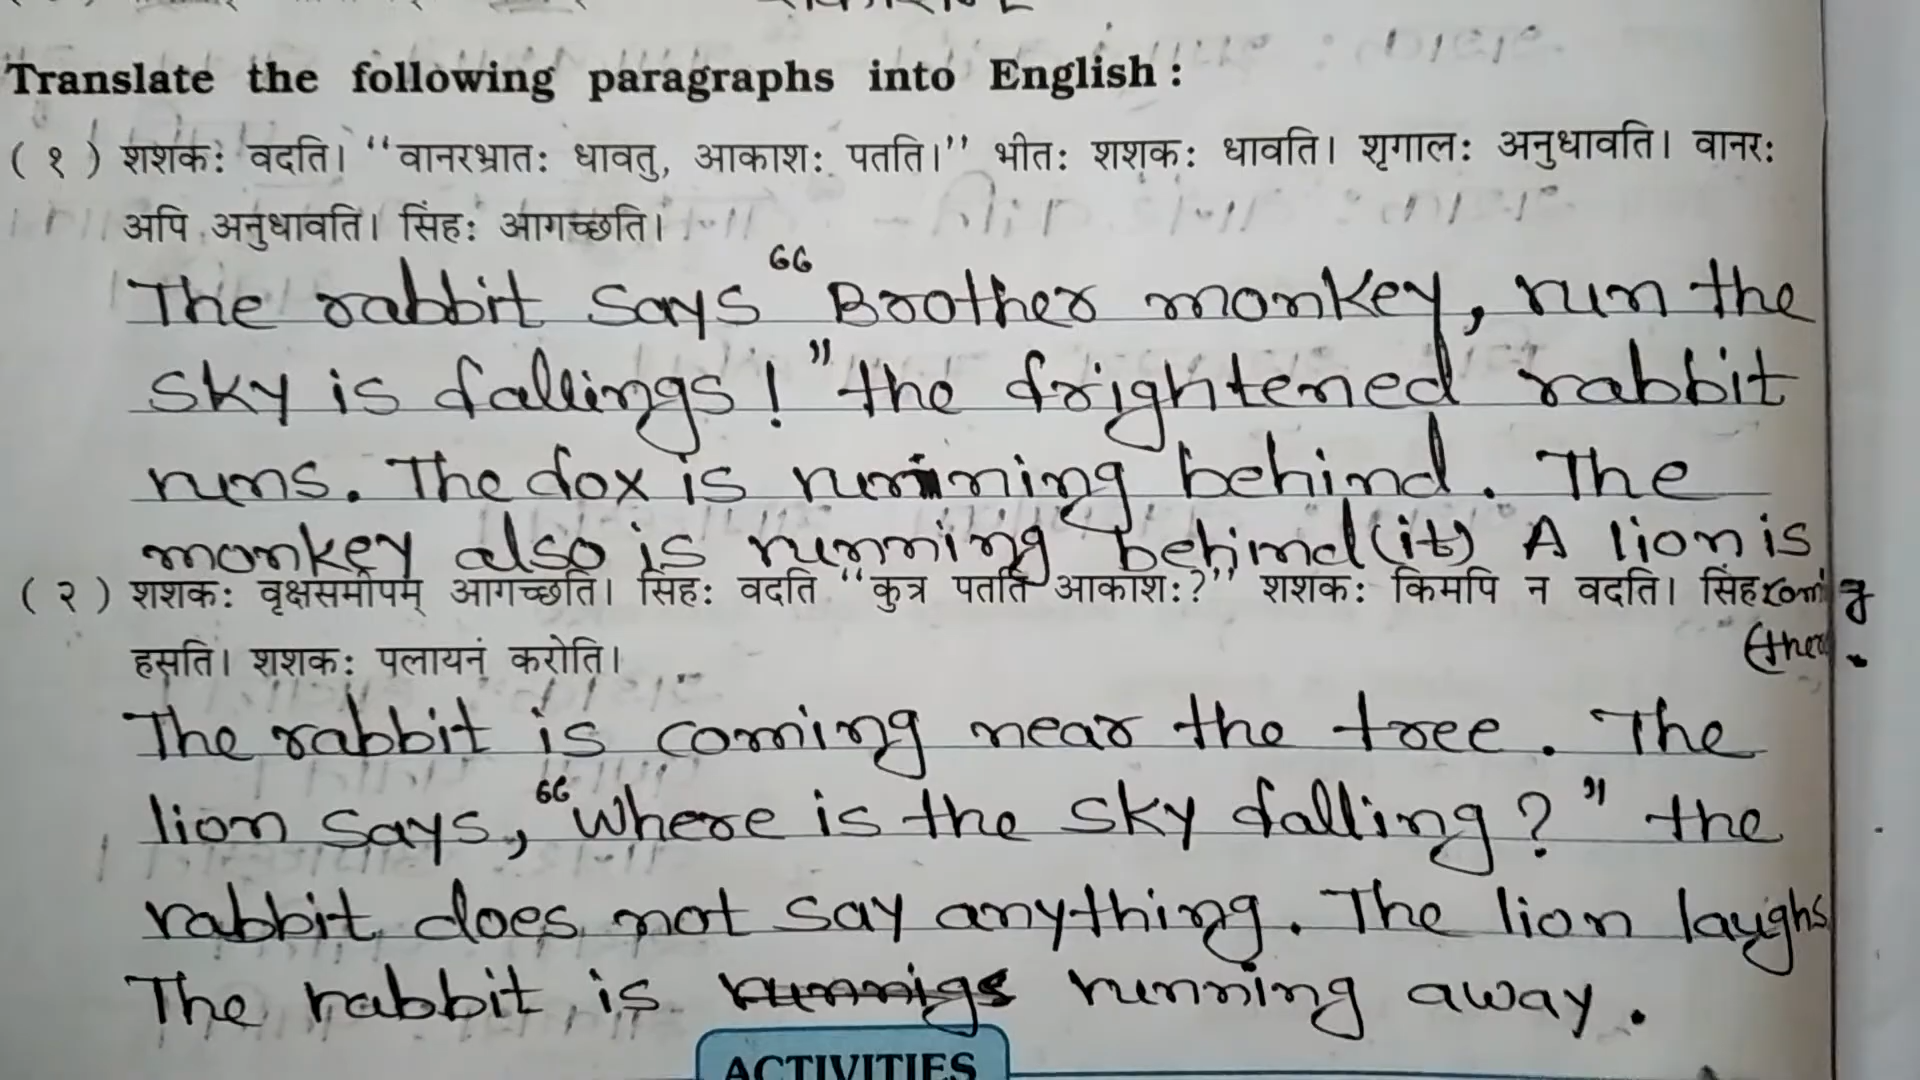 Translate the following paragraphs into English :
( १ ) शशकः वदति। “वानरभ्रातः धावतु, आकाशः पतति।” भीतः शशकः धावति। शृगालः अनुधावति। वानरः
अपि अनुधावति। सिंहः आगच्छति।
The rabbit says “Brother monkey, run the
sky is fallings!” the frightened rabbit
runs. The fox is running behind. The
monkey also is running behind (it) A lion is
coming
(there.
( २ ) शशकः वृक्षसमीपम् आगच्छति। सिंहः वदति “कुत्र पतति आकाशः?” शशकः किमपि न वदति। सिंहः
हसति। शशकः पलायनं करोति।
The rabbit is coming near the tree. The
lion says, “Where is the sky falling?” the
rabbit does not say anything. The lion laughs
The rabbit is running away.
ACTIVITIES